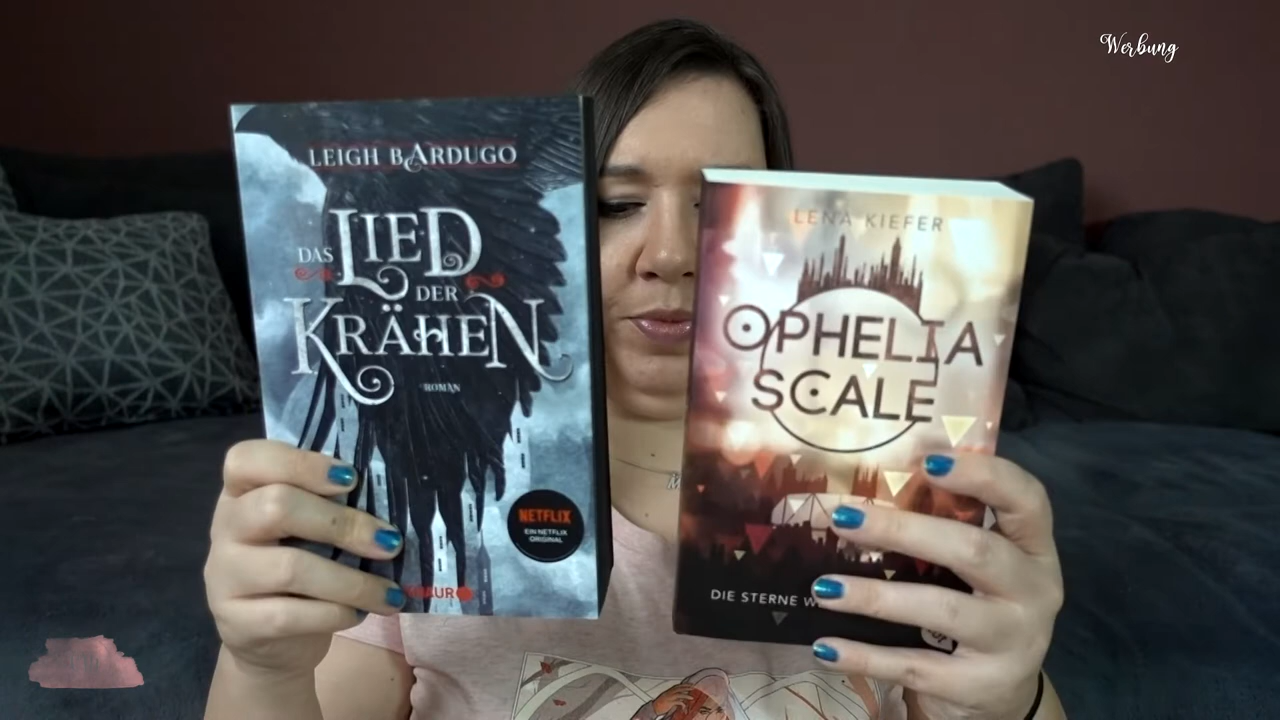 Werbung
LEIGH BARDUGO
DAS LIED
DER
KRÄHEN
ROMAN
NETFLIX
EIN NETFLIX
ORIGINAL
LENA KIEFER
OPHELIA
SCALE
DIE STERNE